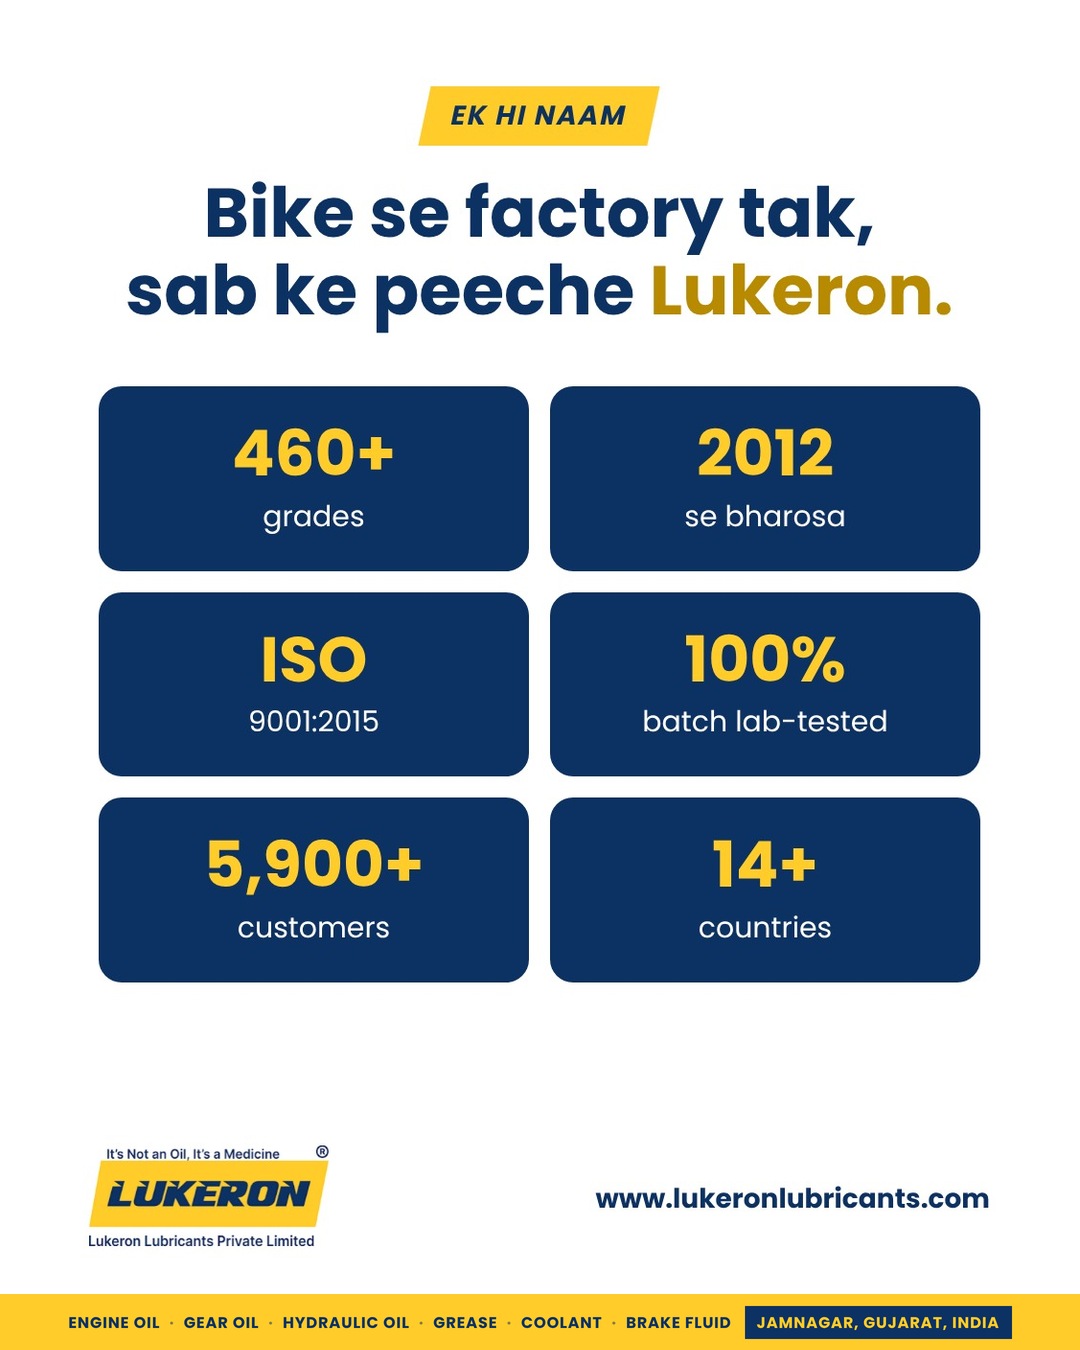 EK HI NAAM
Bike se factory tak,
sab ke peeche Lukeron.
460+
grades
2012
se bharosa
ISO
9001:2015
100%
batch lab-tested
5,900+
customers
14+
countries
It's Not an Oil, It's a Medicine ®
LUKERON
Lukeron Lubricants Private Limited
www.lukeronlubricants.com
ENGINE OIL · GEAR OIL · HYDRAULIC OIL · GREASE · COOLANT · BRAKE FLUID JAMNAGAR, GUJARAT, INDIA